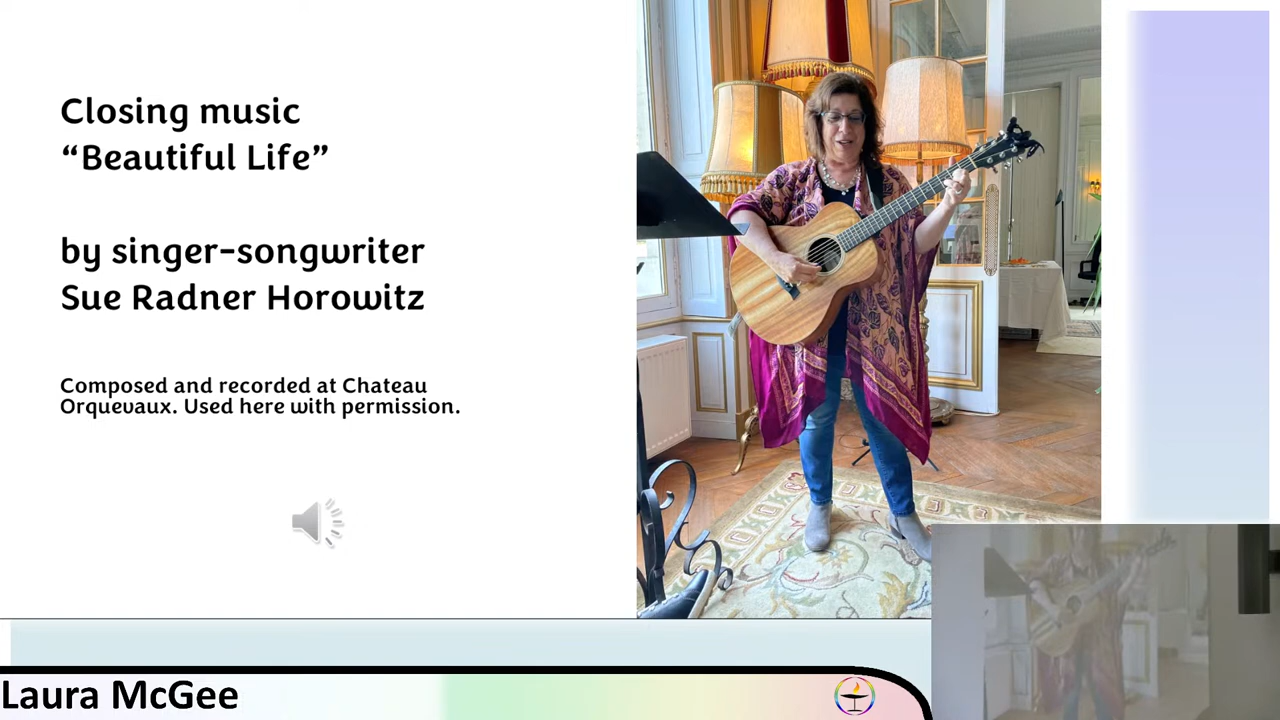 Closing music
“Beautiful Life”
by singer-songwriter
Sue Radner Horowitz
Composed and recorded at Chateau
Orquevaux. Used here with permission.
Laura McGee